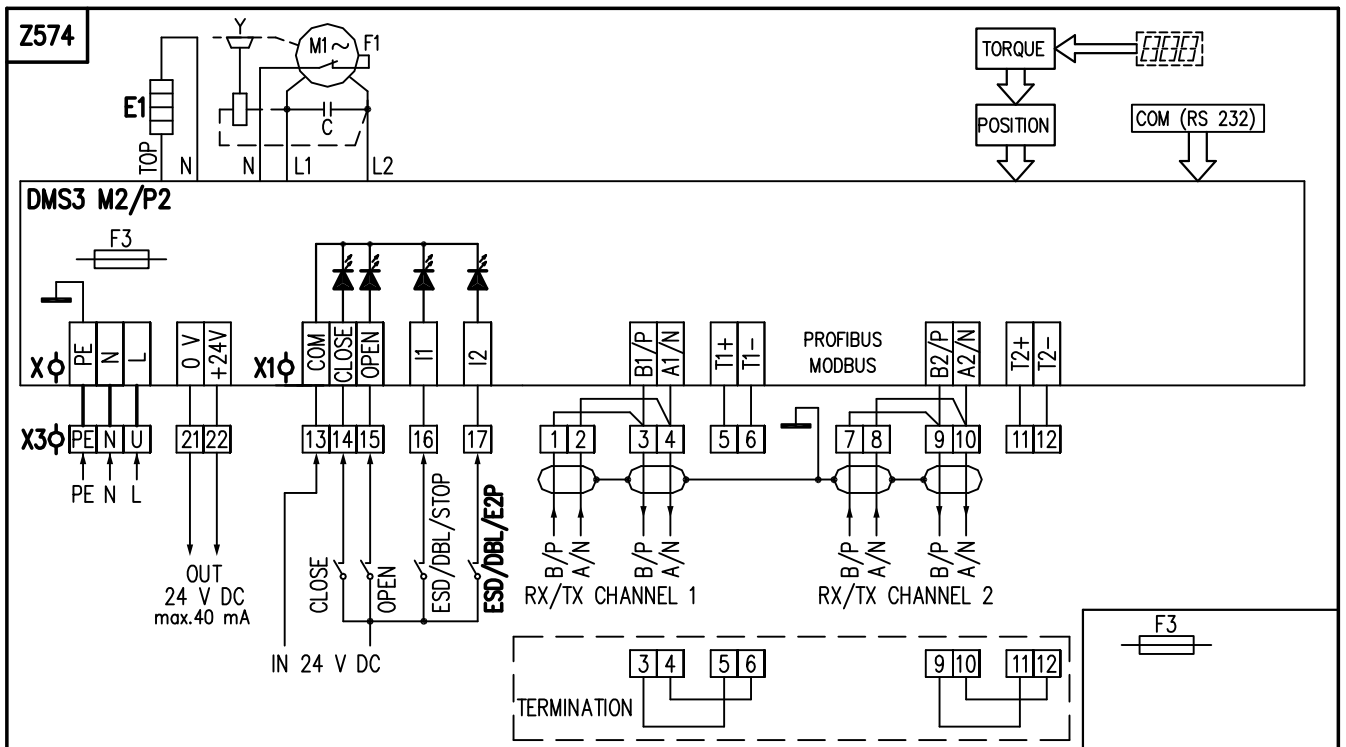 Z574
Y
M1~
F1
TORQUE
E1
C
POSITION
COM (RS 232)
TOP
N
N
L1
L2
DMS3 M2/P2
F3
X
PE
N
L
0 V
+24V
X1
COM
CLOSE
OPEN
I1
I2
B1/P
A1/N
T1+
T1-
PROFIBUS
MODBUS
B2/P
A2/N
T2+
T2-
X3
PE N U
21 22
13 14 15
16
17
1 2
3 4
5 6
7 8
9 10
11 12
PE N L
OUT
24 V DC
max.40 mA
CLOSE
OPEN
ESD/DBL/STOP
ESD/DBL/E2P
B/P
A/N
B/P
A/N
B/P
A/N
B/P
A/N
RX/TX CHANNEL 1
RX/TX CHANNEL 2
IN 24 V DC
F3
3 4
5 6
9 10
11 12
TERMINATION